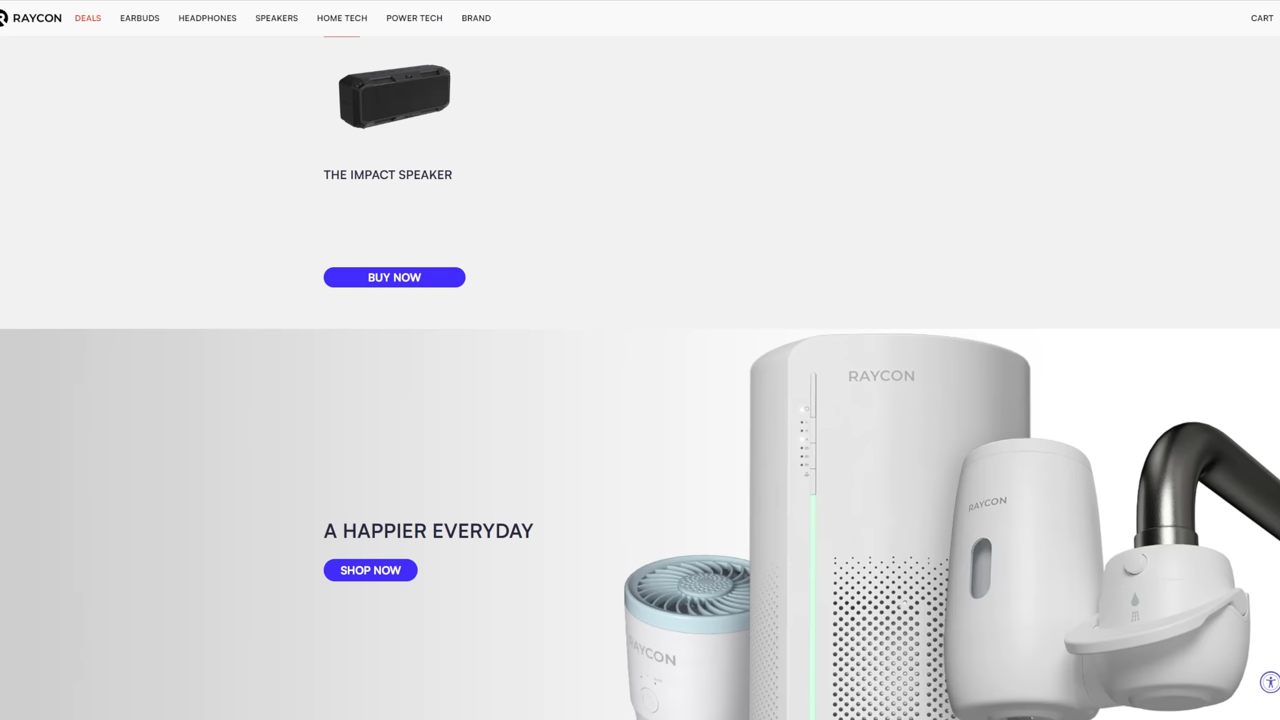 RAYCON
DEALS
EARBUDS
HEADPHONES
SPEAKERS
HOME TECH
POWER TECH
BRAND
CART
THE IMPACT SPEAKER
BUY NOW
A HAPPIER EVERYDAY
SHOP NOW
RAYCON
RAYCON
RAYCON